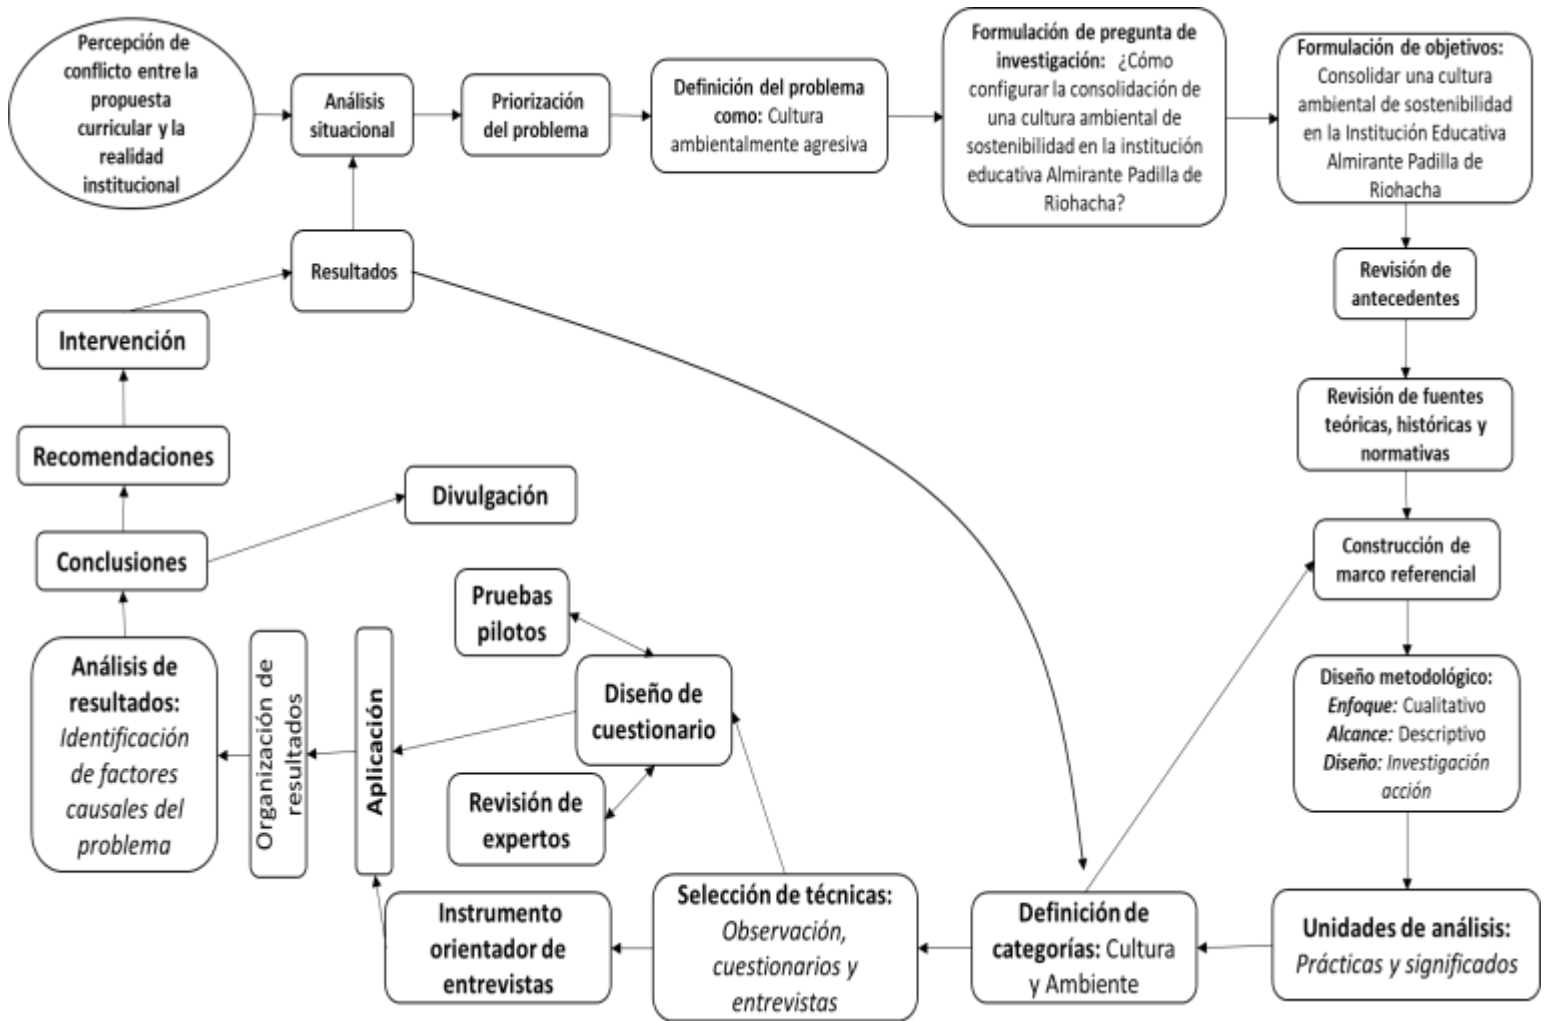 Percepción de
conflicto entre la
propuesta
curricular y la
realidad
institucional
Análisis
situacional
Priorización
del problema
Definición del problema
como: Cultura
ambientalmente agresiva
Formulación de pregunta de
investigación: ¿Cómo
configurar la consolidación de
una cultura ambiental de
sostenibilidad en la institución
educativa Almirante Padilla de
Riohacha?
Formulación de objetivos:
Consolidar una cultura
ambiental de sostenibilidad
en la Institución Educativa
Almirante Padilla de
Riohacha
Revisión de
antecedentes
Revisión de fuentes
teóricas, históricas y
normativas
Construcción de
marco referencial
Diseño metodológico:
Enfoque: Cualitativo
Alcance: Descriptivo
Diseño: Investigación
acción
Unidades de análisis:
Prácticas y significados
Definición de
categorías: Cultura
y Ambiente
Selección de técnicas:
Observación,
cuestionarios y
entrevistas
Instrumento
orientador de
entrevistas
Diseño de
cuestionario
Pruebas
pilotos
Revisión de
expertos
Aplicación
Organización de
resultados
Análisis de
resultados:
Identificación
de factores
causales del
problema
Conclusiones
Divulgación
Recomendaciones
Intervención
Resultados